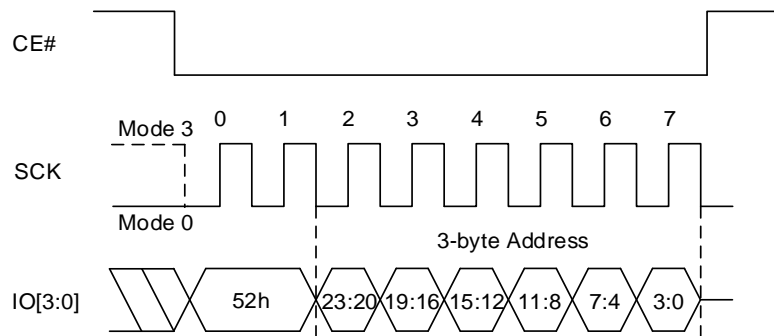 CE#
Mode 3 0 1 2 3 4 5 6 7
SCK
Mode 0
3-byte Address
IO[3:0] 52h 23:20 19:16 15:12 11:8 7:4 3:0